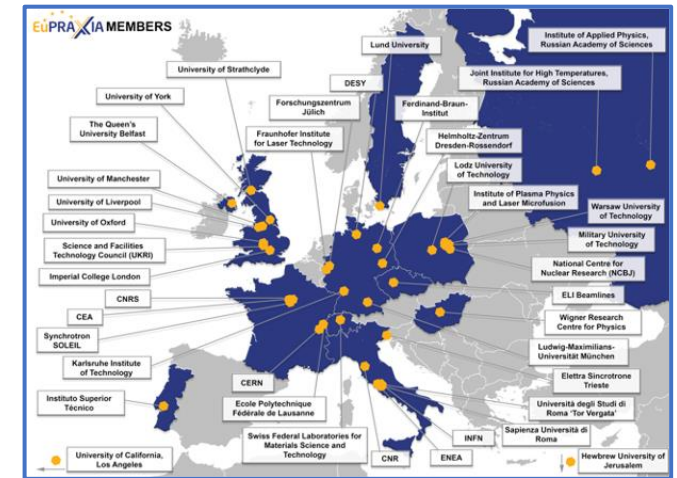 EuPRAXIA MEMBERS
Lund University
Institute of Applied Physics,
Russian Academy of Sciences
University of Strathclyde
DESY
Joint Institute for High Temperatures,
Russian Academy of Sciences
University of York
Forschungszentrum
Jülich
Ferdinand-Braun-
Institut
The Queen's
University Belfast
Fraunhofer Institute
for Laser Technology
Helmholtz-Zentrum
Dresden-Rossendorf
Lodz University
of Technology
University of Manchester
Institute of Plasma Physics
and Laser Microfusion
University of Liverpool
Warsaw University
of Technology
University of Oxford
Military University
of Technology
Science and Facilities
Technology Council (UKRI)
National Centre for
Nuclear Research (NCBJ)
Imperial College London
ELI Beamlines
CNRS
Wigner Research
Centre for Physics
CEA
Synchrotron
SOLEIL
Ludwig-Maximilians-
Universität München
Karlsruhe Institute
of Technology
Elettra Sincrotrone
Trieste
CERN
Instituto Superior
Técnico
Ecole Polytechnique
Fédérale de Lausanne
Università degli Studi di
Roma 'Tor Vergata'
Swiss Federal Laboratories for
Materials Science and
Technology
INFN
Sapienza Università di
Roma
CNR
ENEA
University of California,
Los Angeles
Hewbrew University of
Jerusalem